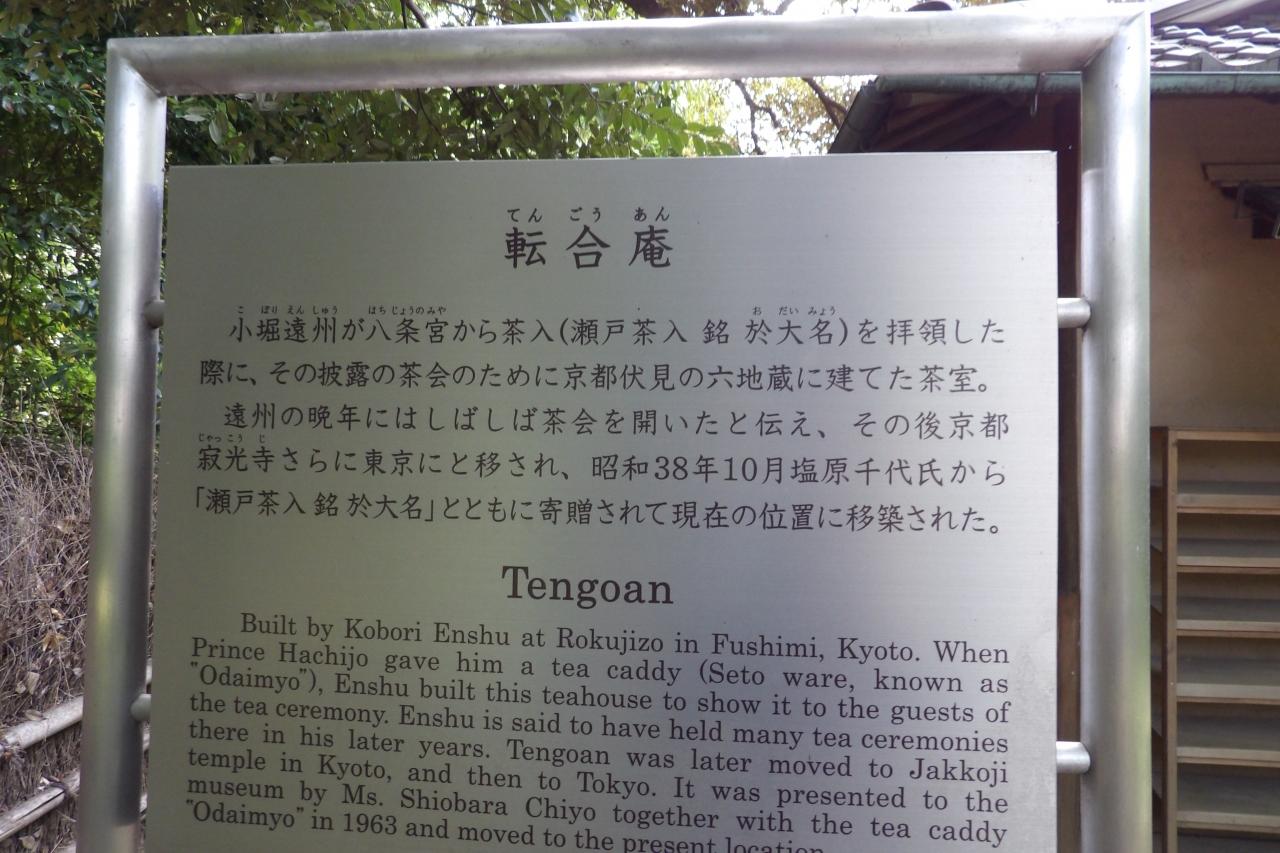 てん ごう あん
転合庵
こ ぼり えん しゅう はちじょうのみや お だい みょう
小堀遠州が八条宮から茶入(瀬戸茶入 銘 於大名)を拝領した
際に、その披露の茶会のために京都伏見の六地蔵に建てた茶室。
遠州の晩年にはしばしば茶会を開いたと伝え、その後京都
じゃっ こう じ
寂光寺さらに東京にと移され、昭和38年10月塩原千代氏から
「瀬戸茶入 銘 於大名」とともに寄贈されて現在の位置に移築された。
Tengoan
Built by Kobori Enshu at Rokujizo in Fushimi, Kyoto. When
Prince Hachijo gave him a tea caddy (Seto ware, known as
"Odaimyo"), Enshu built this teahouse to show it to the guests of
the tea ceremony. Enshu is said to have held many tea ceremonies
there in his later years. Tengoan was later moved to Jakkoji
temple in Kyoto, and then to Tokyo. It was presented to the
museum by Ms. Shiobara Chiyo together with the tea caddy
"Odaimyo" in 1963 and moved to the present location.